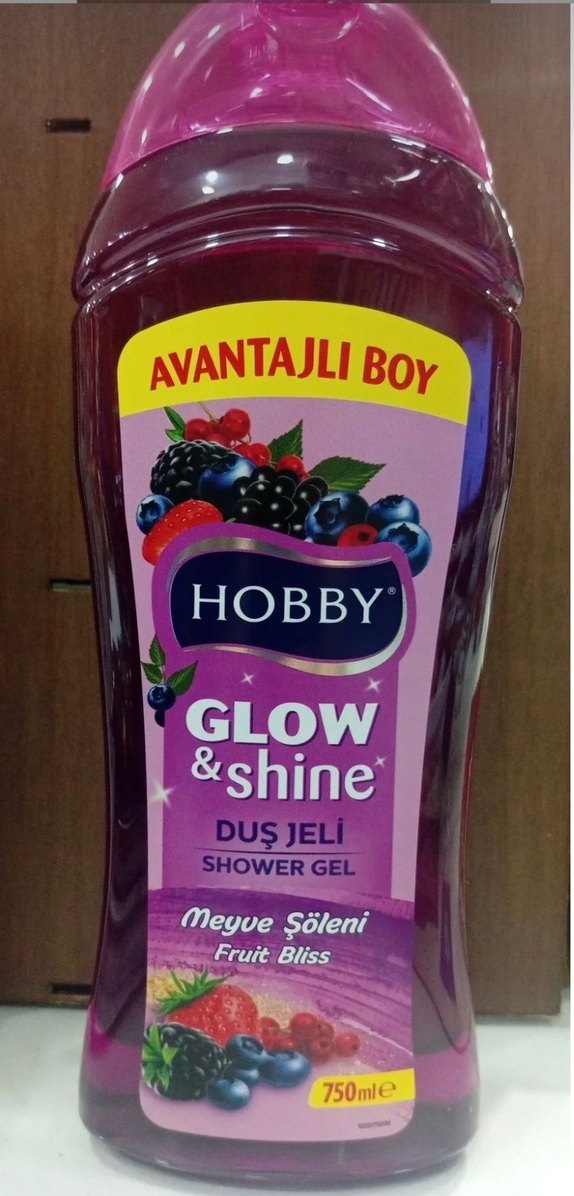 AVANTAJLI BOY
HOBBY®
GLOW
&shine
DUŞ JELİ
SHOWER GEL
Meyve Şöleni
Fruit Bliss
750ml e